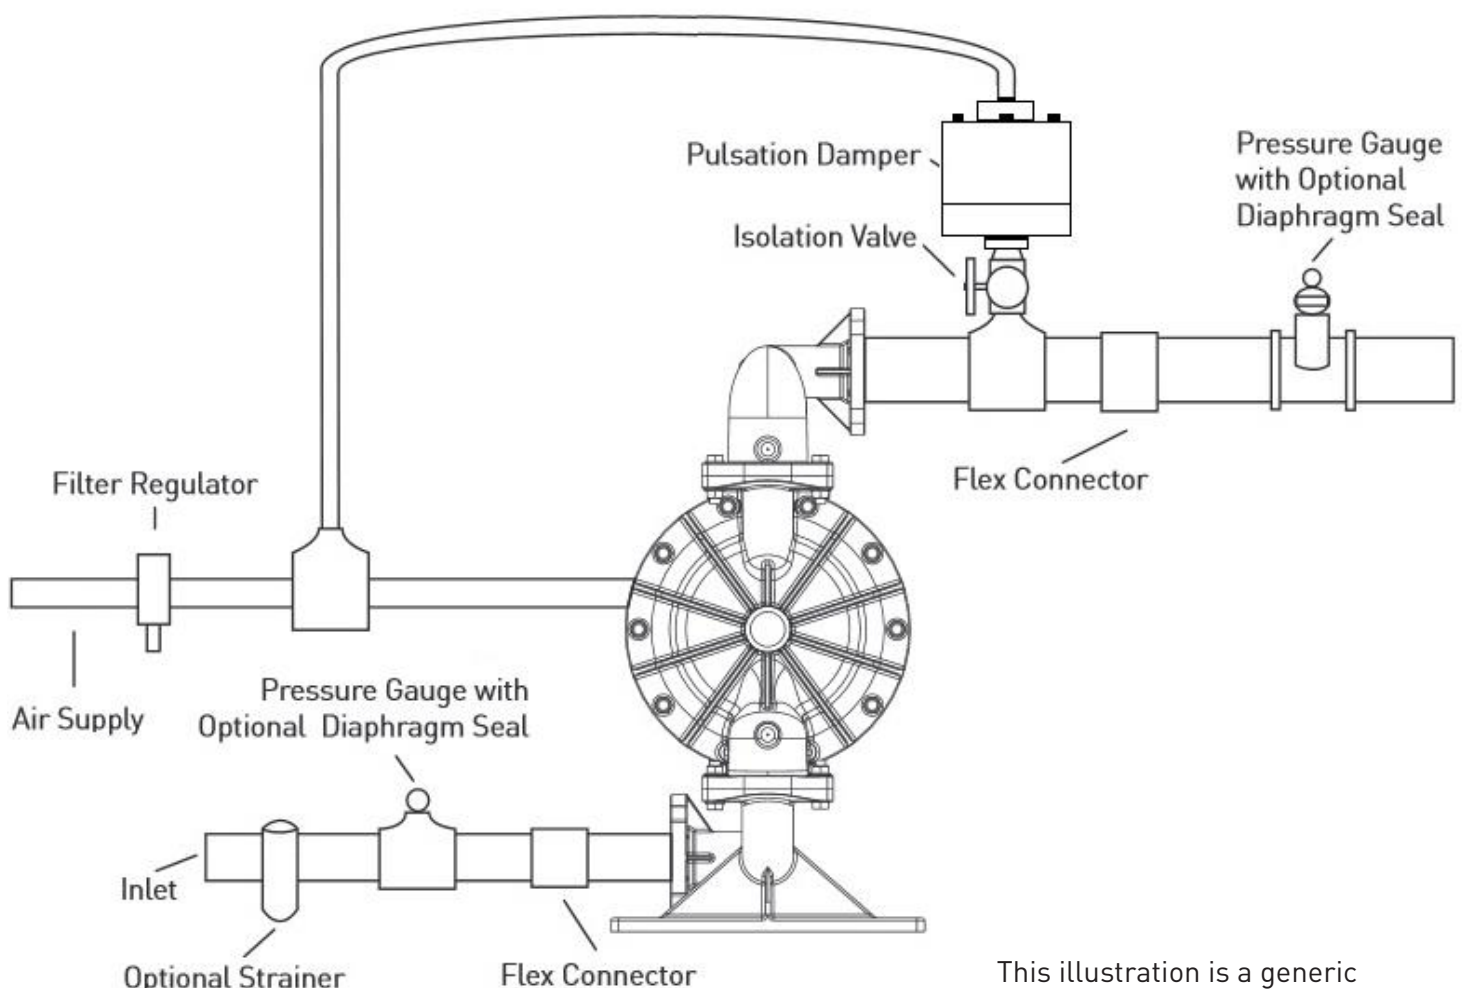 Pulsation Damper
Pressure Gauge
with Optional
Diaphragm Seal
Isolation Valve
Flex Connector
Filter Regulator
Air Supply
Pressure Gauge with
Optional Diaphragm Seal
Inlet
Optional Strainer
Flex Connector
This illustration is a generic